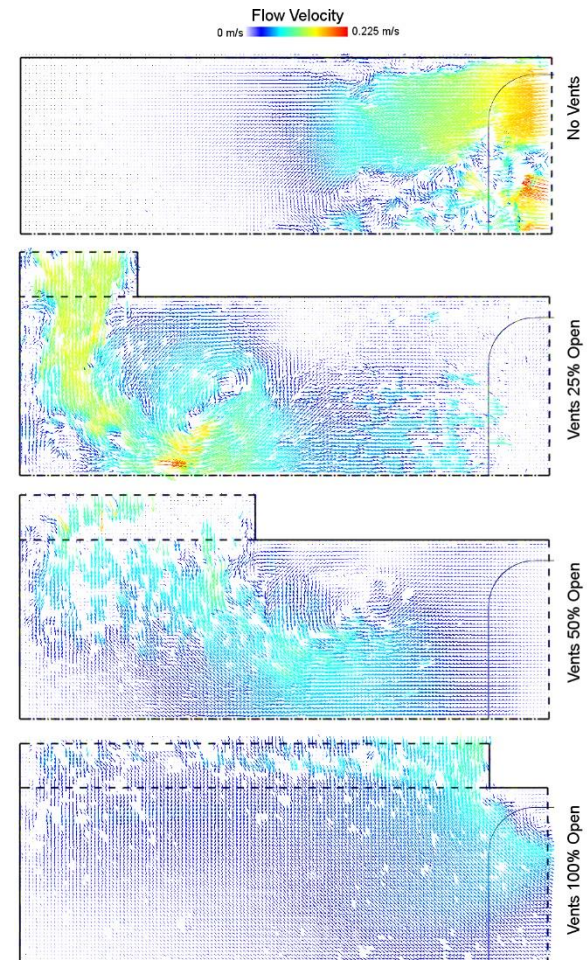 Flow Velocity
0 m/s 0.225 m/s
No Vents
Vents 25% Open
Vents 50% Open
Vents 100% Open